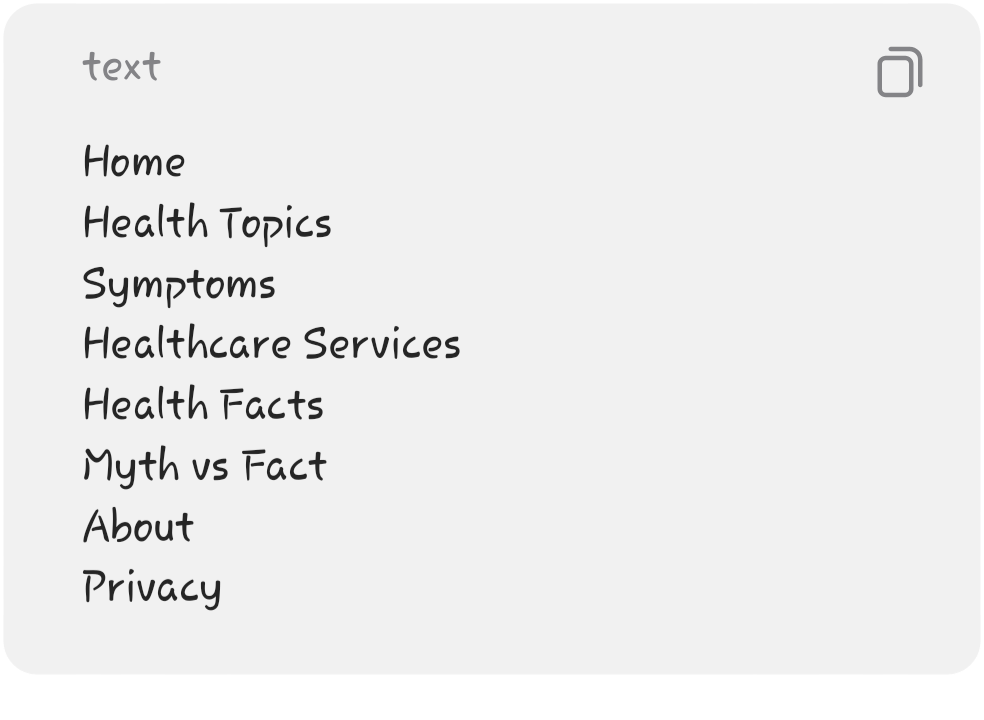 text
Home
Health Topics
Symptoms
Healthcare Services
Health Facts
Myth vs Fact
About
Privacy